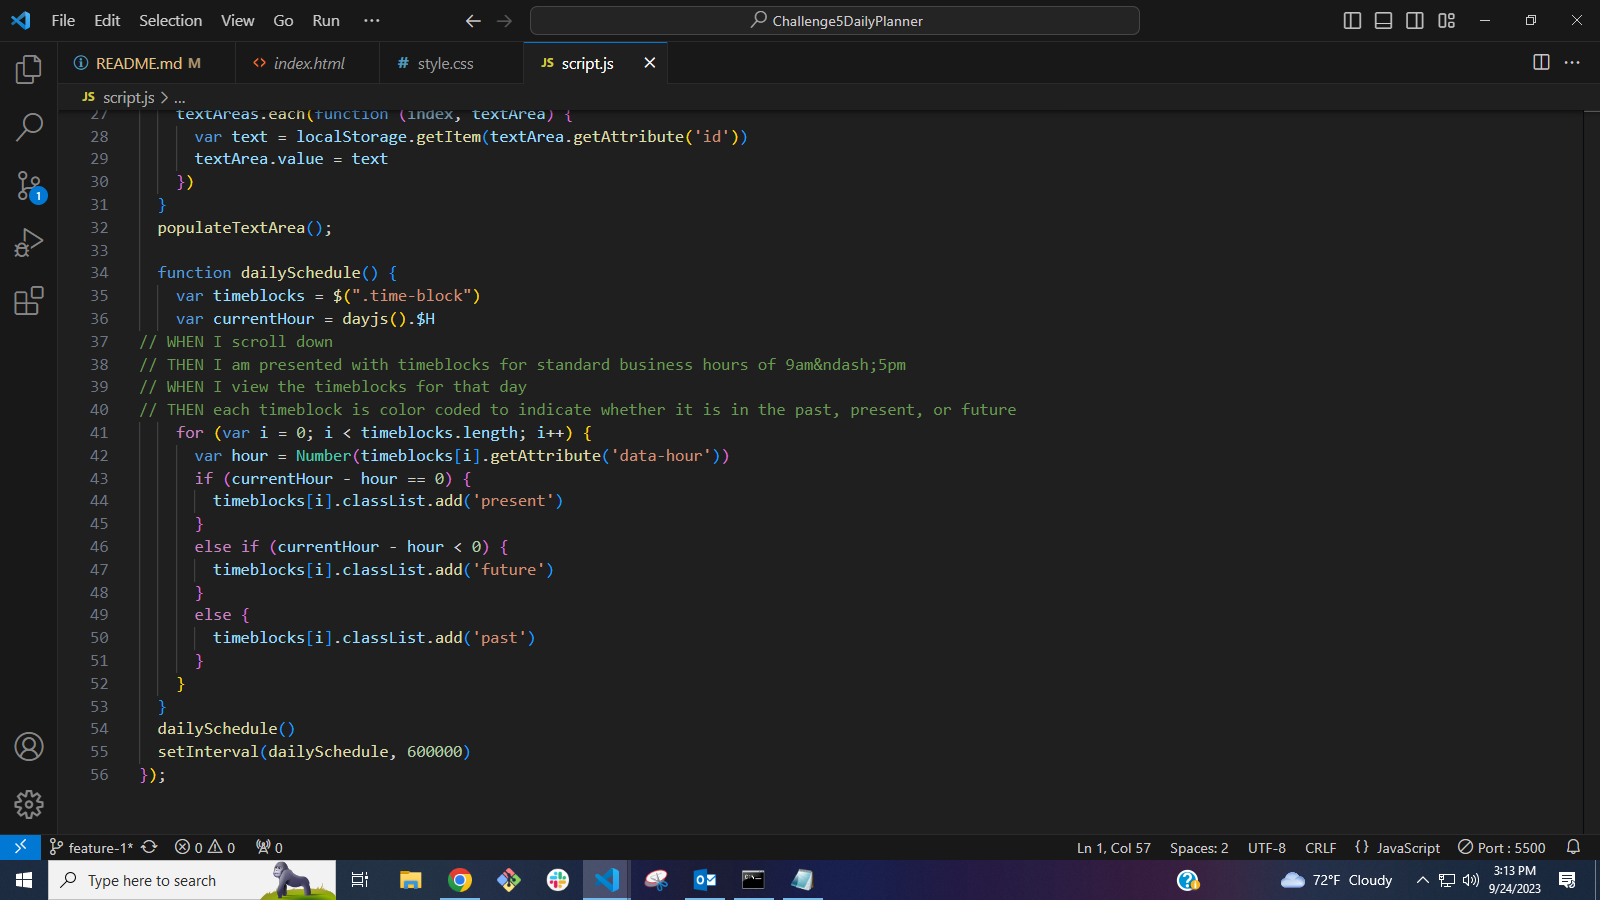 File Edit Selection View Go Run ··· Challenge5DailyPlanner
README.md M index.html style.css JS script.js
JS script.js > ...
27 textAreas.each(function (index, textArea) {
28 var text = localStorage.getItem(textArea.getAttribute('id'))
29 textArea.value = text
30 })
31 }
32 populateTextArea();
33
34 function dailySchedule() {
35 var timeblocks = $(".time-block")
36 var currentHour = dayjs().$H
37 // WHEN I scroll down
38 // THEN I am presented with timeblocks for standard business hours of 9am&ndash;5pm
39 // WHEN I view the timeblocks for that day
40 // THEN each timeblock is color coded to indicate whether it is in the past, present, or future
41 for (var i = 0; i < timeblocks.length; i++) {
42 var hour = Number(timeblocks[i].getAttribute('data-hour'))
43 if (currentHour - hour == 0) {
44 timeblocks[i].classList.add('present')
45 }
46 else if (currentHour - hour < 0) {
47 timeblocks[i].classList.add('future')
48 }
49 else {
50 timeblocks[i].classList.add('past')
51 }
52 }
53 }
54 dailySchedule()
55 setInterval(dailySchedule, 600000)
56 });
1
feature-1* 0 0 0 Ln 1, Col 57 Spaces: 2 UTF-8 CRLF {} JavaScript Port : 5500
Type here to search 72°F Cloudy 3:13 PM
9/24/2023